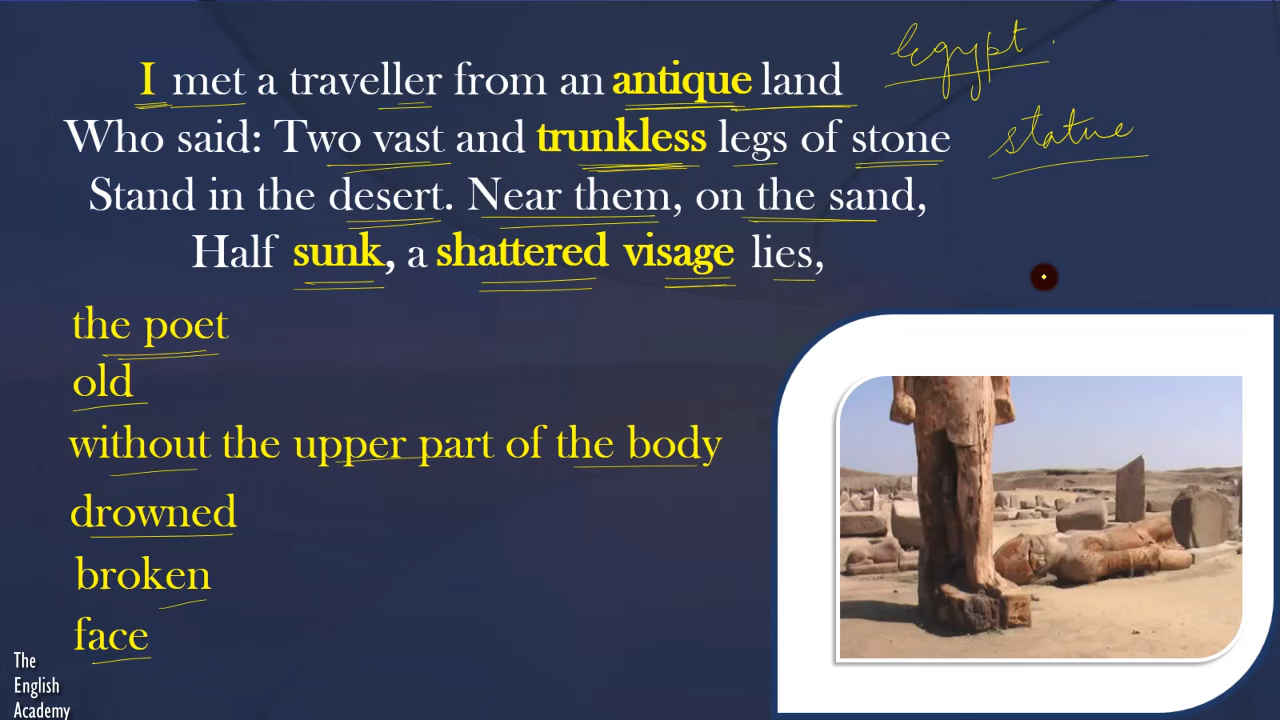 I met a traveller from an antique land
Egypt.
Who said: Two vast and trunkless legs of stone
statue
Stand in the desert. Near them, on the sand,
Half sunk, a shattered visage lies,
the poet
old
without the upper part of the body
drowned
broken
face
The
English
Academy